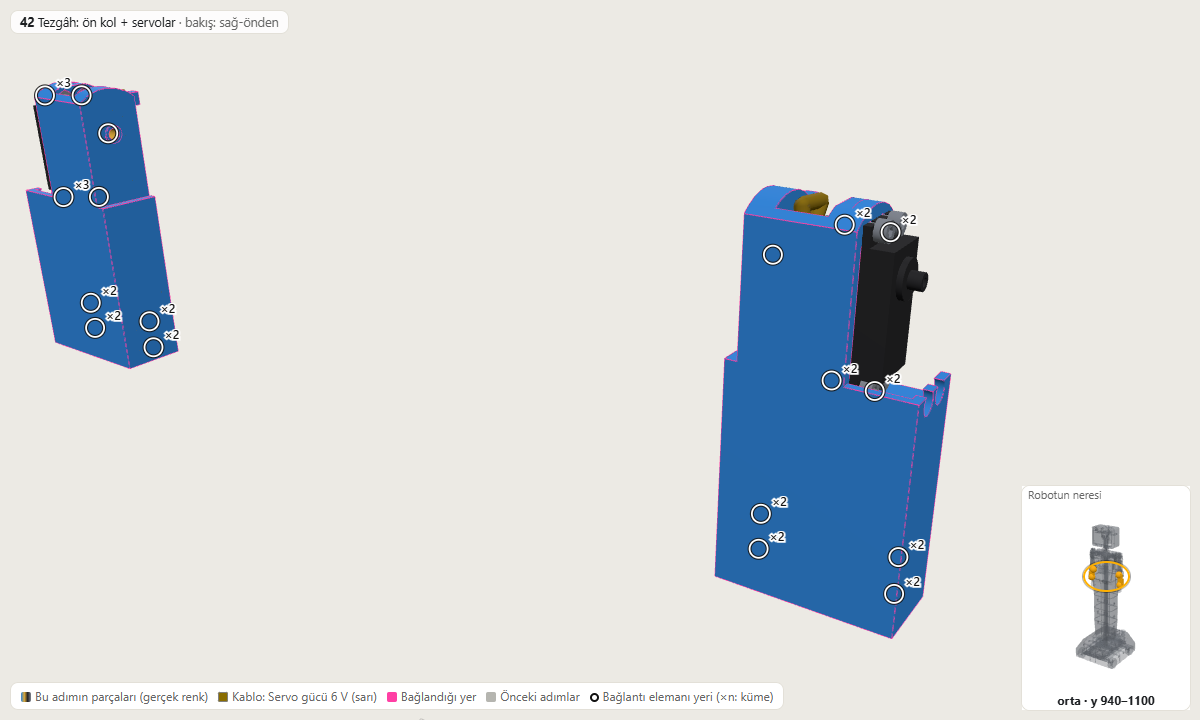 42 Tezgâh: ön kol + servolar · bakış: sağ-önden
×3
×3
×2
×2
×2
×2
×2
×2
×2
×2
×2
×2
×2
×2
Robotun neresi
orta · y 940–1100
Bu adımın parçaları (gerçek renk)
Kablo: Servo gücü 6 V (sarı)
Bağlandığı yer
Önceki adımlar
Bağlantı elemanı yeri (×n: küme)